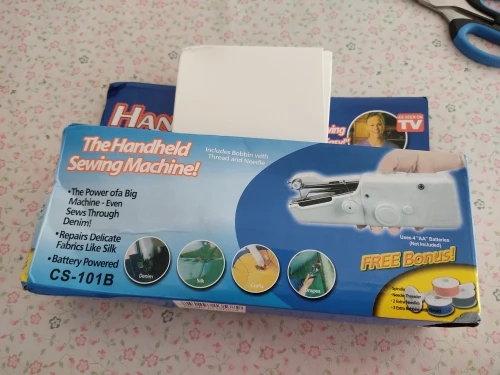 HAN
AS SEEN ON
TV
The Handheld
Sewing Machine!
Includes Bobbin with
Thread and Needle
•The Power ofa Big
Machine - Even
Sews Through
Denim!
•Repairs Delicate
Fabrics Like Silk
•Battery Powered
CS-101B
Denim
Silk
Drapes
Uses 4 "AA" Batteries
(Not Included)
FREE Bonus!